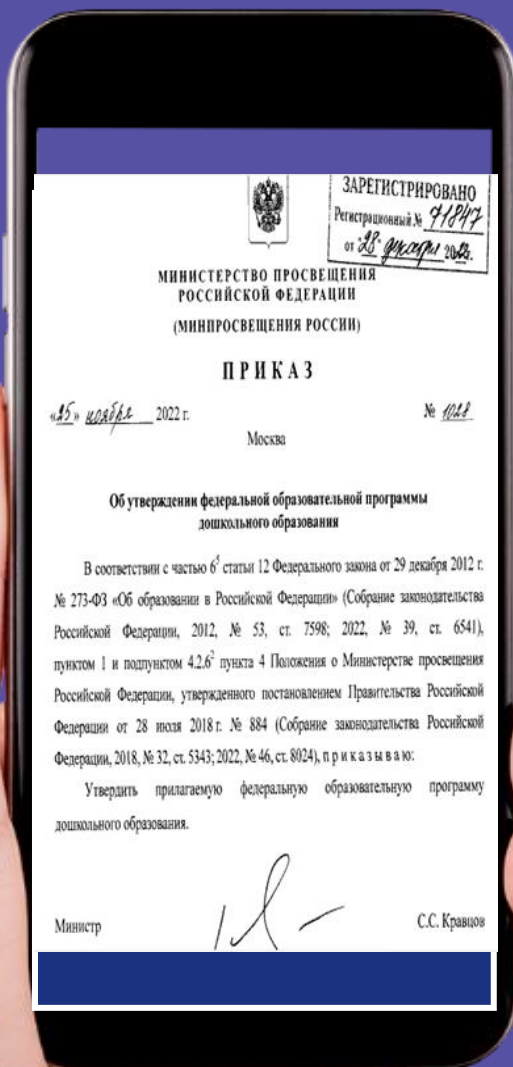 ЗАРЕГИСТРИРОВАНО
Регистрационный № 71847
от "28" декабря 2022.
МИНИСТЕРСТВО ПРОСВЕЩЕНИЯ
РОССИЙСКОЙ ФЕДЕРАЦИИ
(МИНПРОСВЕЩЕНИЯ РОССИИ)
ПРИКАЗ
«25» ноября 2022 г.
№ 1028
Москва
Об утверждении федеральной образовательной программы
дошкольного образования
В соответствии с частью 6⁵ статьи 12 Федерального закона от 29 декабря 2012 г.
№ 273-ФЗ «Об образовании в Российской Федерации» (Собрание законодательства
Российской Федерации, 2012, № 53, ст. 7598; 2022, № 39, ст. 6541),
пунктом 1 и подпунктом 4.2.6² пункта 4 Положения о Министерстве просвещения
Российской Федерации, утвержденного постановлением Правительства Российской
Федерации от 28 июля 2018 г. № 884 (Собрание законодательства Российской
Федерации, 2018, № 32, ст. 5343; 2022, № 46, ст. 8024), п р и к а з ы в а ю:
Утвердить прилагаемую федеральную образовательную программу
дошкольного образования.
Министр
С.С. Кравцов